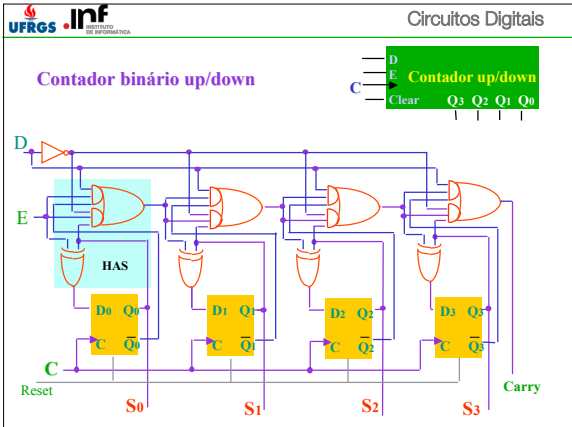 UFRGS
.inf
INSTITUTO
DE INFORMÁTICA
Circuitos Digitais
Contador binário up/down
D
E
C
Clear
Contador up/down
Q3 Q2 Q1 Q0
D
E
HAS
D0 Q0
C Q0
D1 Q1
C Q1
D2 Q2
C Q2
D3 Q3
C Q3
C
Reset
Carry
S0 S1 S2 S3